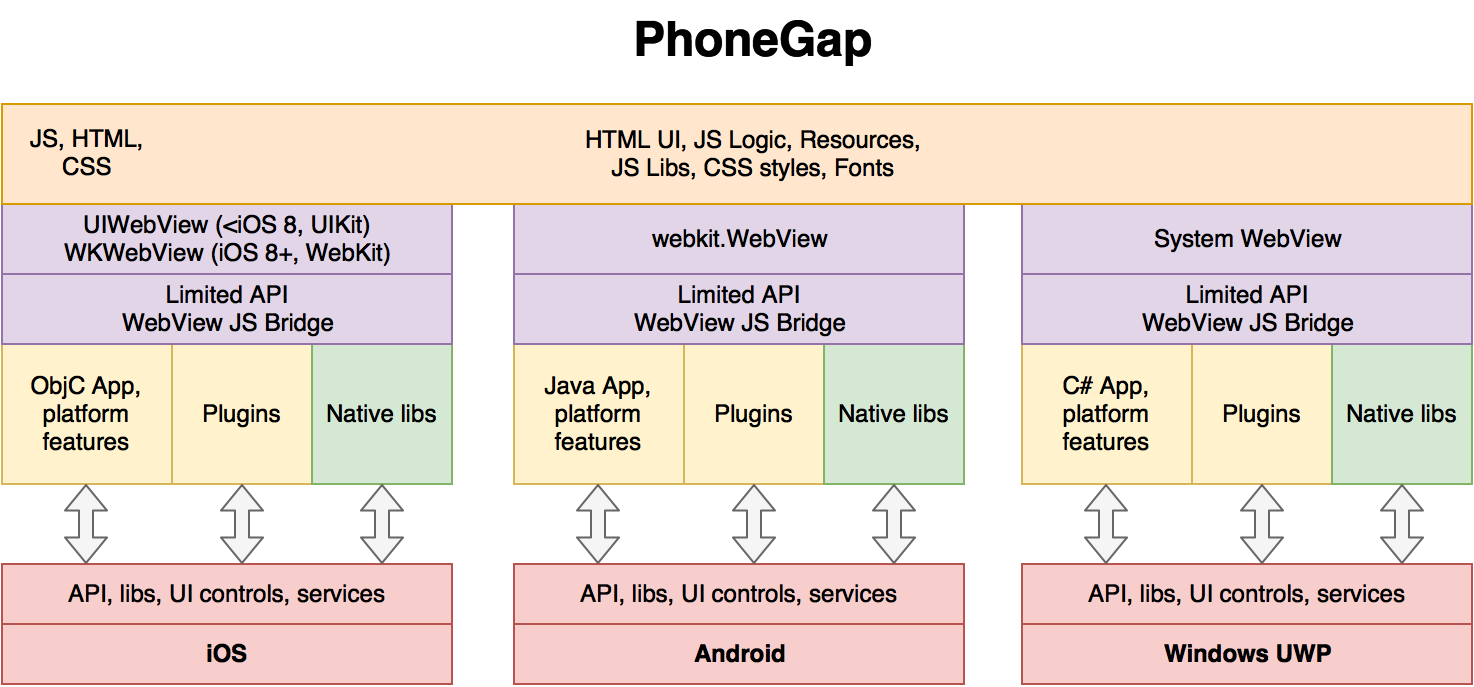 PhoneGap
JS, HTML,
CSS
HTML UI, JS Logic, Resources,
JS Libs, CSS styles, Fonts
UIWebView (<iOS 8, UIKit)
WKWebView (iOS 8+, WebKit)
webkit.WebView
System WebView
Limited API
WebView JS Bridge
Limited API
WebView JS Bridge
Limited API
WebView JS Bridge
ObjC App,
platform
features
Plugins
Native libs
Java App,
platform
features
Plugins
Native libs
C# App,
platform
features
Plugins
Native libs
API, libs, UI controls, services
API, libs, UI controls, services
API, libs, UI controls, services
iOS
Android
Windows UWP